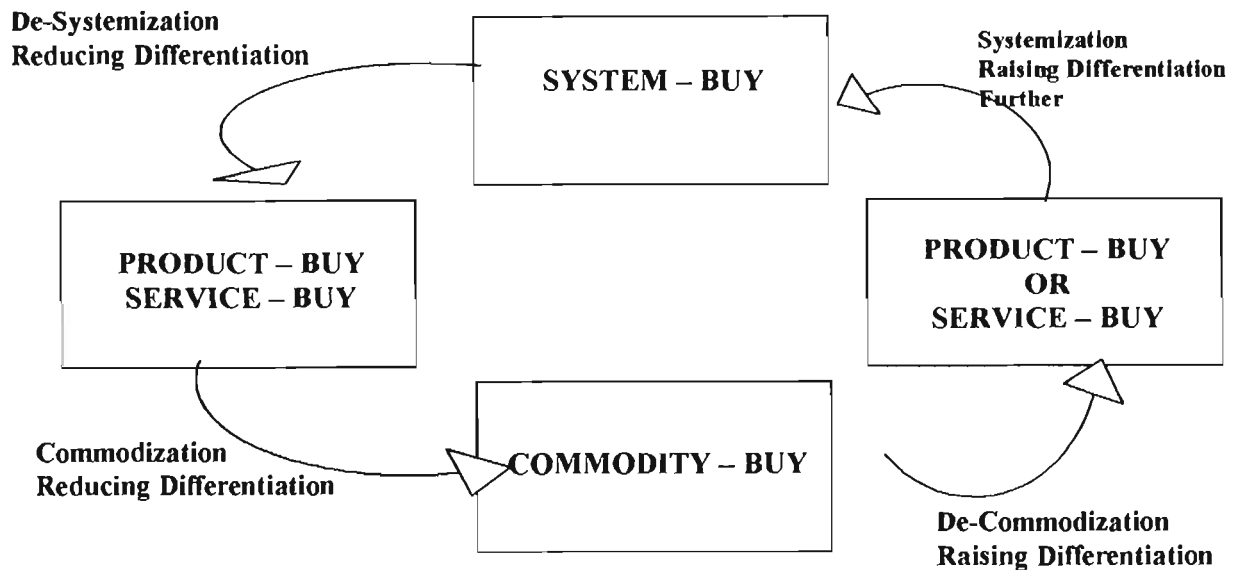 De-Systemization
Reducing Differentiation
SYSTEM – BUY
Systemization
Raising Differentiation
Further
PRODUCT – BUY
SERVICE – BUY
PRODUCT – BUY
OR
SERVICE – BUY
Commodization
Reducing Differentiation
COMMODITY – BUY
De-Commodization
Raising Differentiation